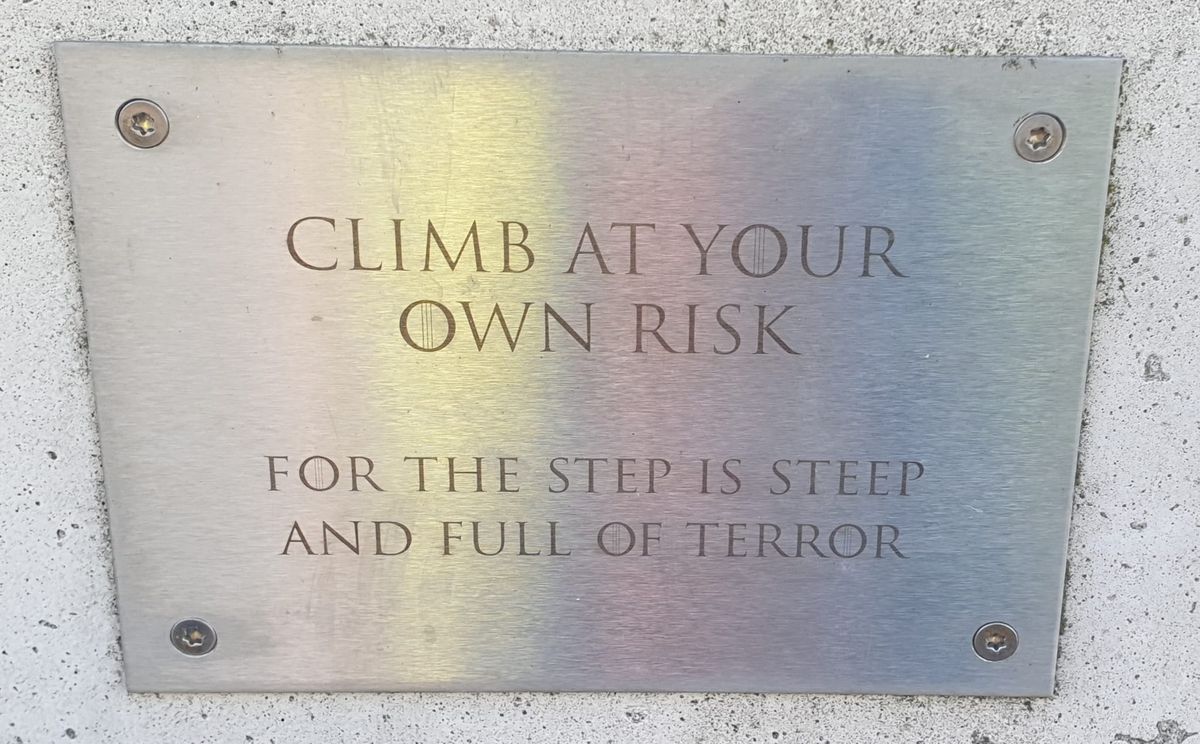 CLIMB AT YOUR
OWN RISK
FOR THE STEP IS STEEP
AND FULL OF TERROR